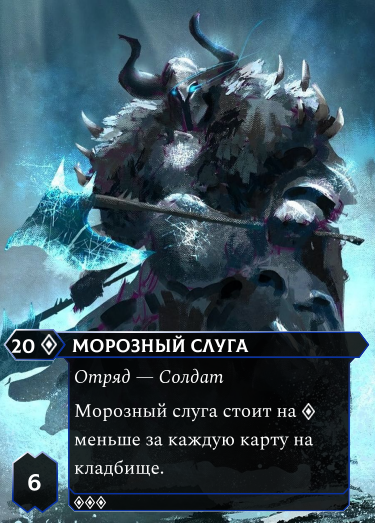 20 МОРОЗНЫЙ СЛУГА
Отряд — Солдат
Морозный слуга стоит на
меньше за каждую карту на
кладбище.
6